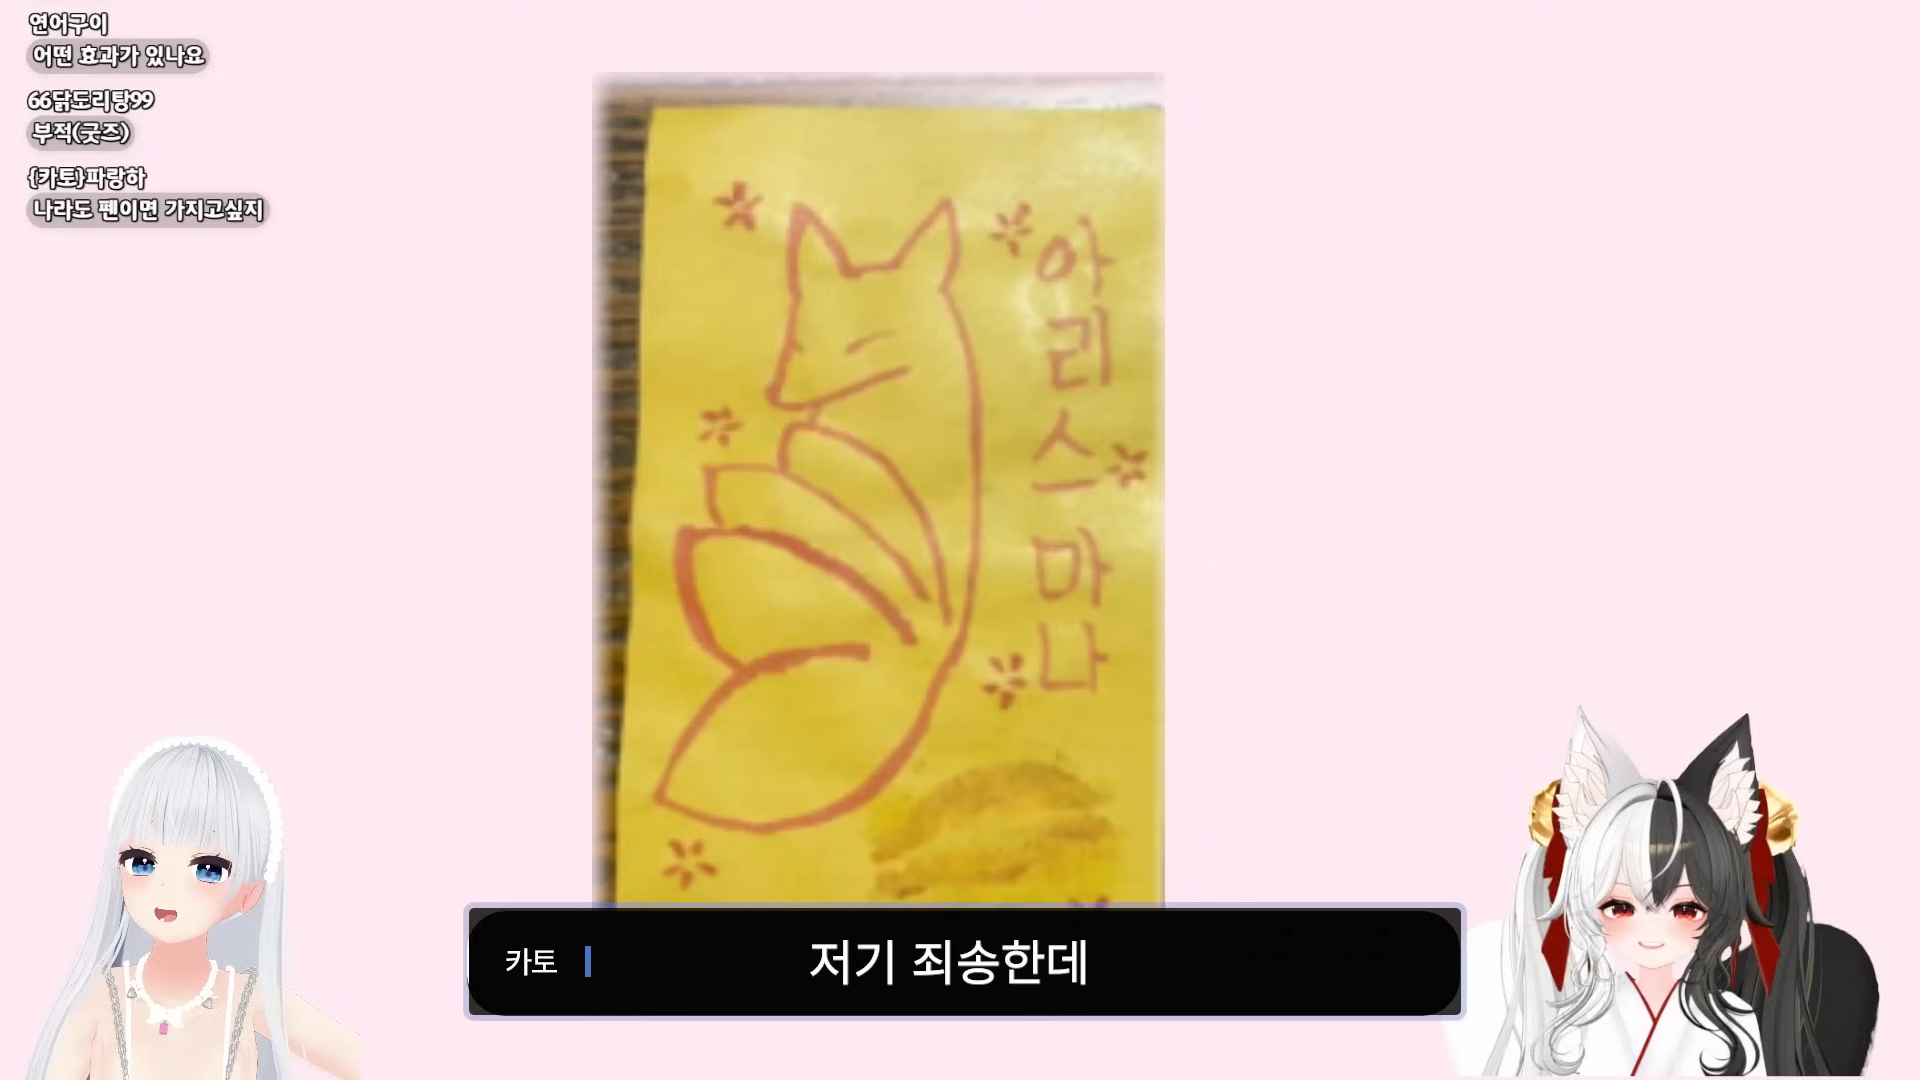 연어구이
어떤 효과가 있나요
66닭도리탕99
부적(굿즈)
{카토}파랑하
나라도 펜이면 가지고싶지
아리스마나
카토
저기 죄송한데